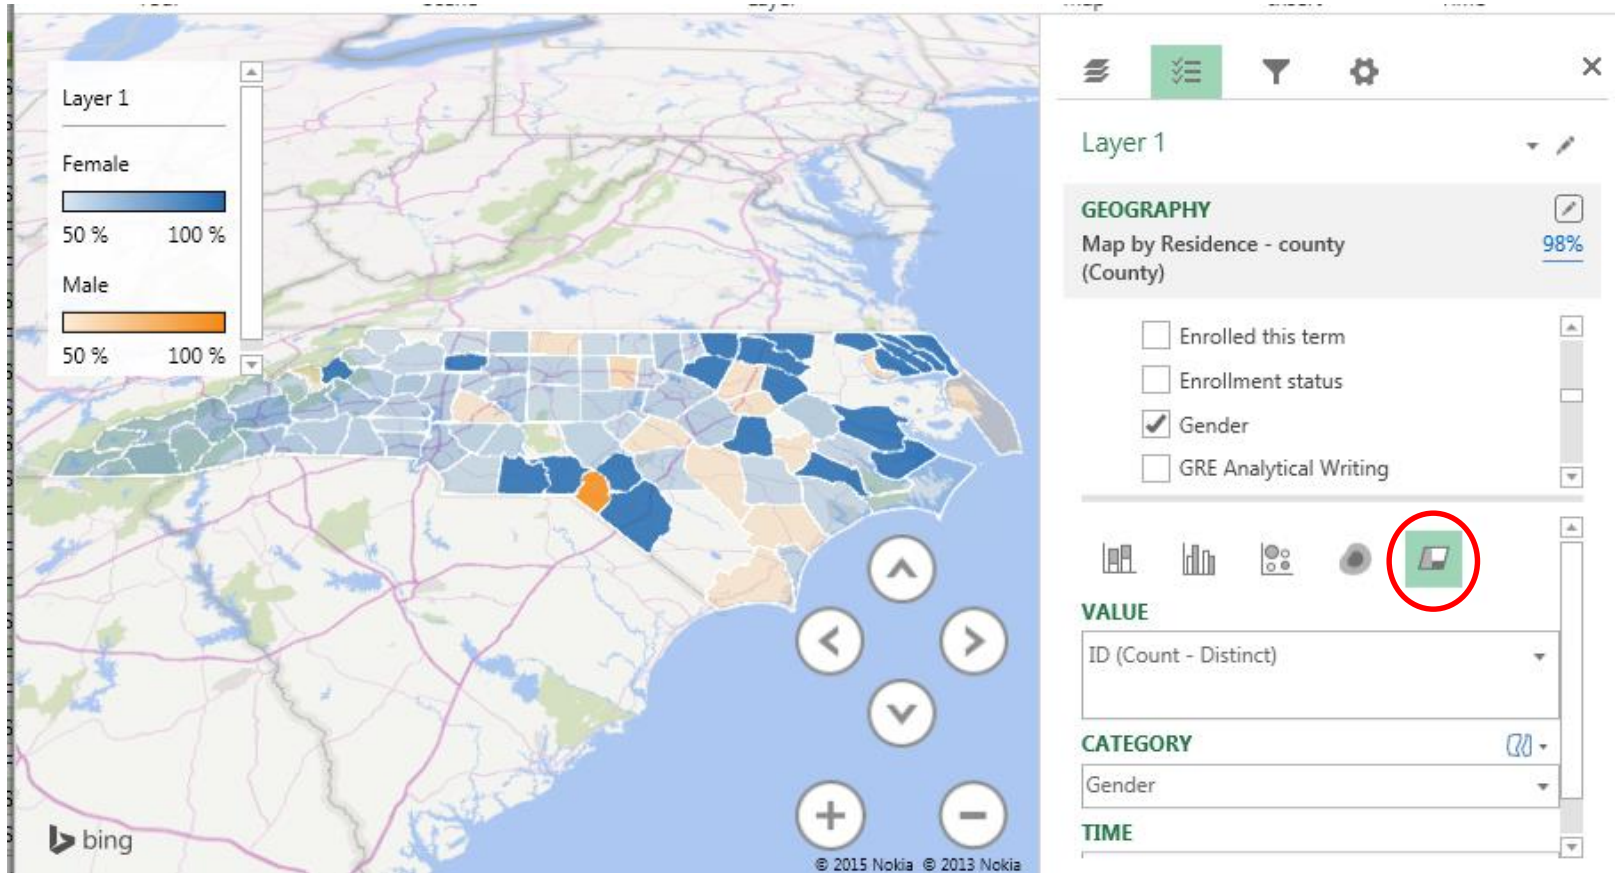 Layer 1
Female
50 % 100 %
Male
50 % 100 %
bing
© 2015 Nokia © 2013 Nokia
Layer 1
GEOGRAPHY
Map by Residence - county
(County)
98%
Enrolled this term
Enrollment status
Gender
GRE Analytical Writing
VALUE
ID (Count - Distinct)
CATEGORY
Gender
TIME